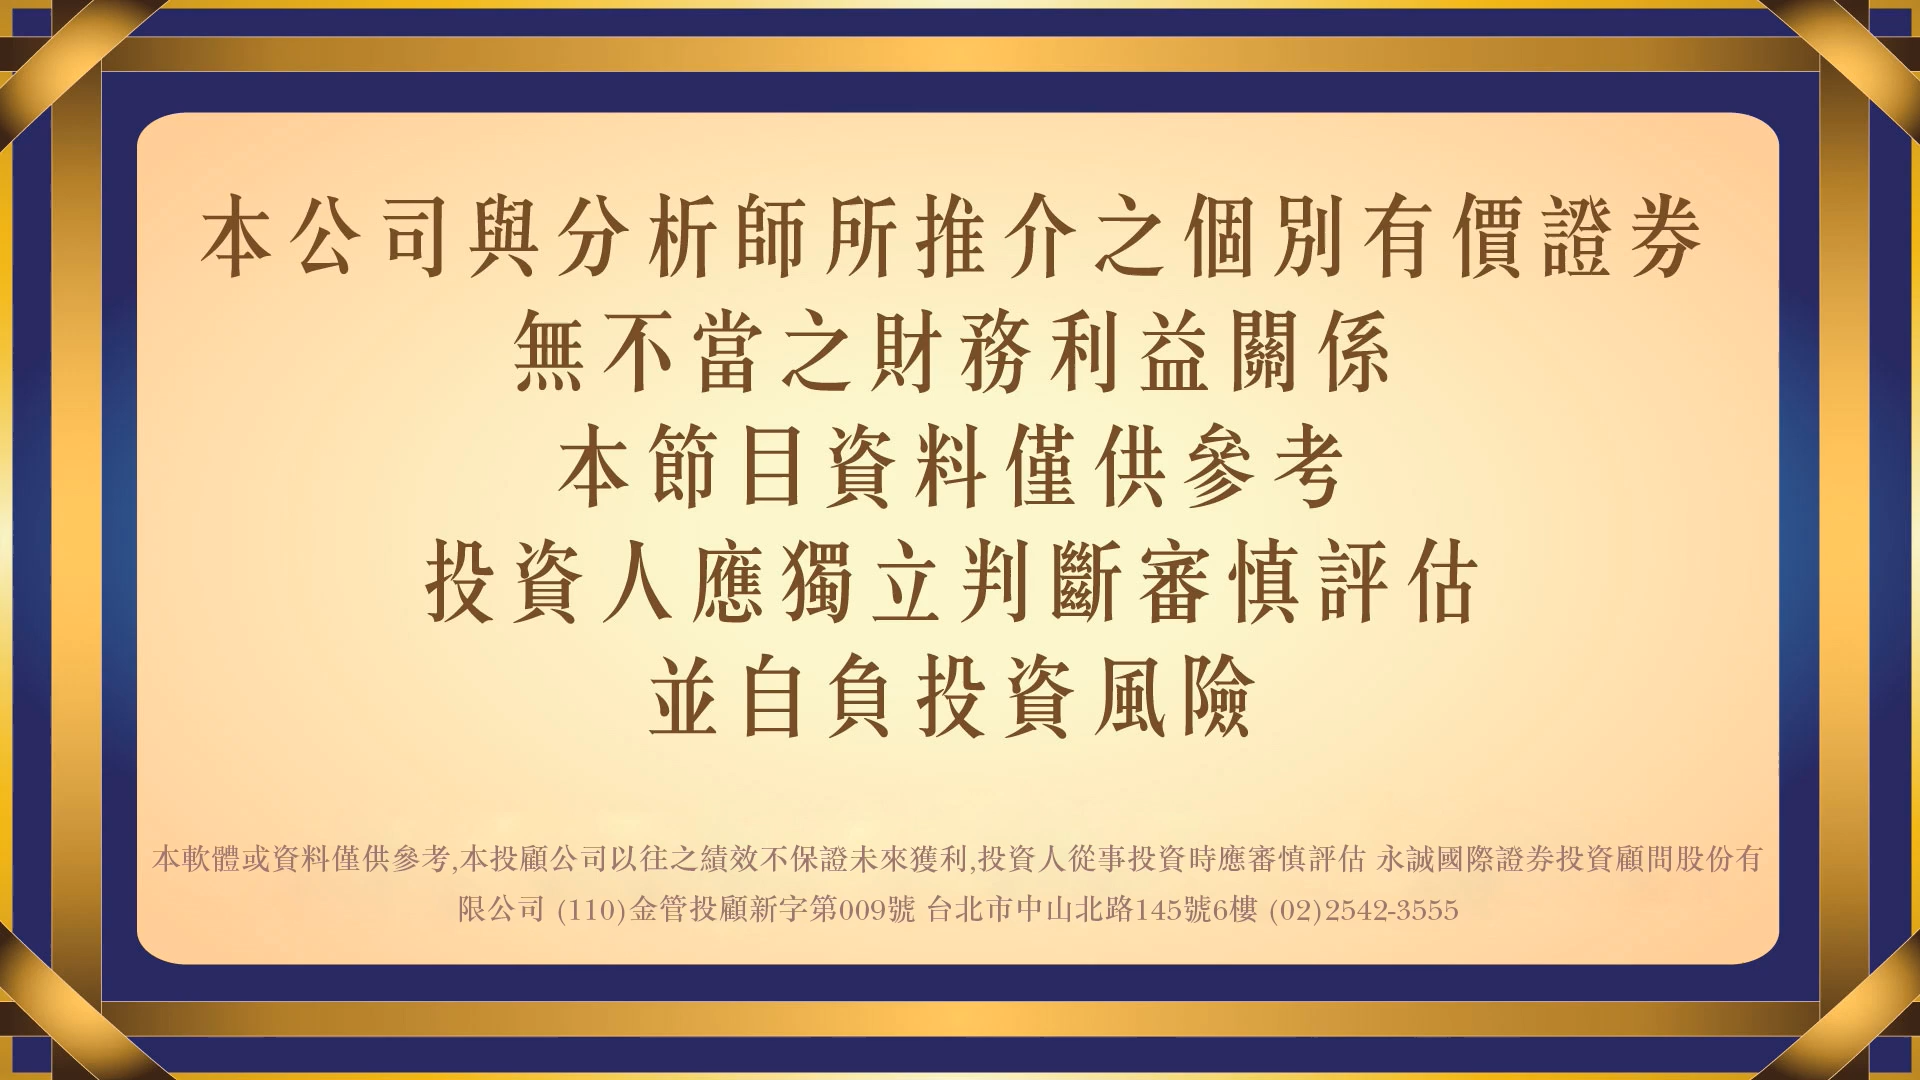 本公司與分析師所推介之個別有價證券
無不當之財務利益關係
本節目資料僅供參考
投資人應獨立判斷審慎評估
並自負投資風險
本軟體或資料僅供參考,本投顧公司以往之績效不保證未來獲利,投資人從事投資時應審慎評估 永誠國際證券投資顧問股份有
限公司 (110)金管投顧新字第009號 台北市中山北路145號6樓 (02)2542-3555